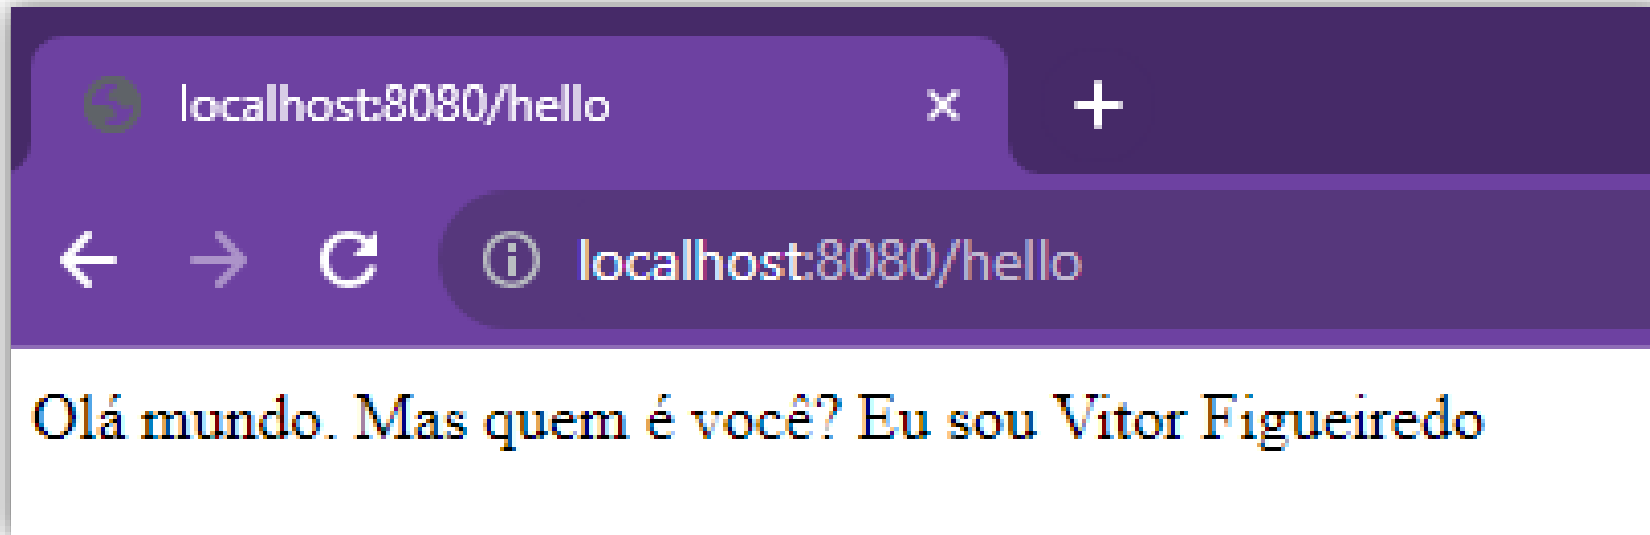 localhost:8080/hello
localhost:8080/hello
Olá mundo. Mas quem é você? Eu sou Vitor Figueiredo